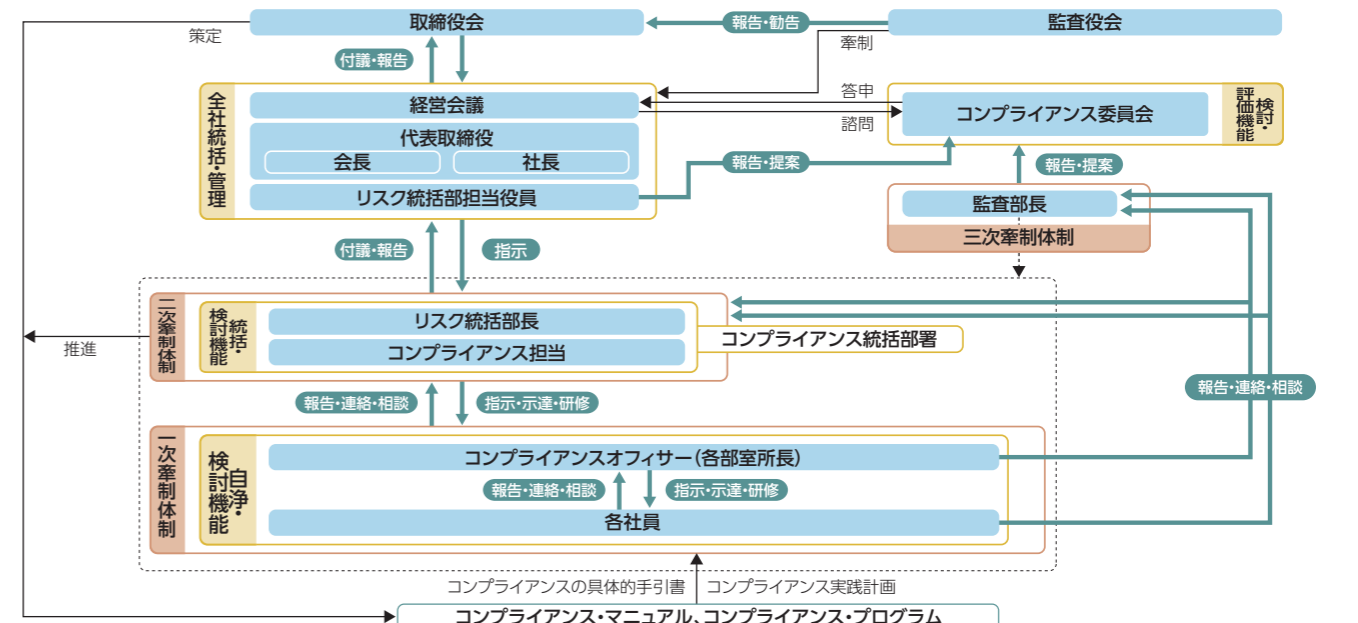 取締役会
報告・勧告
監査役会
策定
牽制
付議・報告
全社統括・管理
経営会議
代表取締役
会長
社長
リスク統括部担当役員
答申
諮問
コンプライアンス委員会
検討・評価機能
報告・提案
報告・提案
監査部長
三次牽制体制
付議・報告
指示
二次牽制体制
統括・検討機能
リスク統括部長
コンプライアンス担当
コンプライアンス統括部署
推進
報告・連絡・相談
指示・示達・研修
報告・連絡・相談
一次牽制体制
自浄・検討機能
コンプライアンスオフィサー(各部室所長)
報告・連絡・相談
指示・示達・研修
各社員
コンプライアンスの具体的手引書
コンプライアンス実践計画
コンプライアンス・マニュアル、コンプライアンス・プログラム